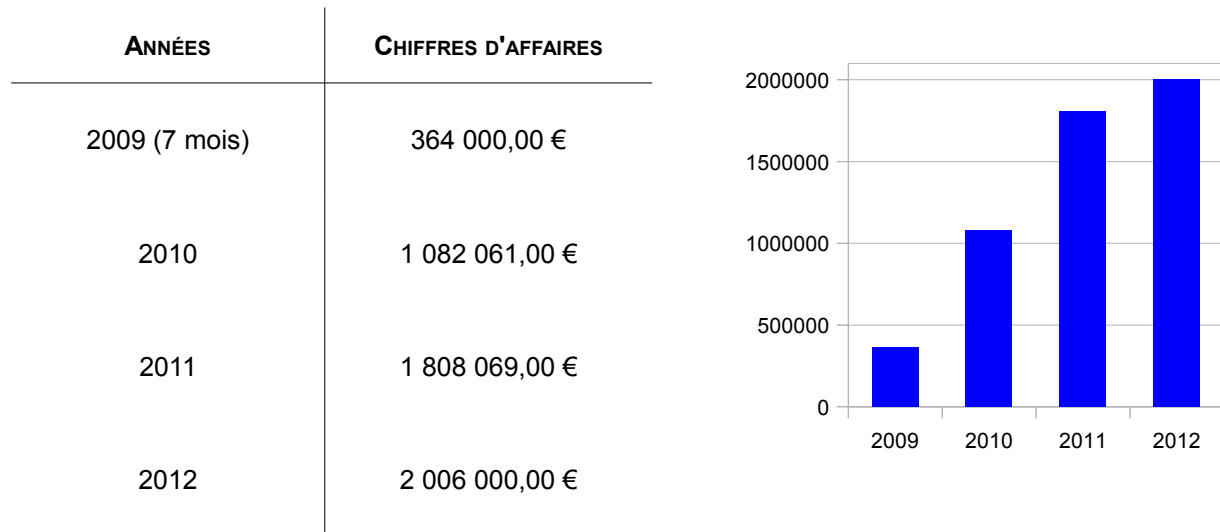 ANNÉES CHIFFRES D'AFFAIRES
2009 (7 mois) 364 000,00 €
2010 1 082 061,00 €
2011 1 808 069,00 €
2012 2 006 000,00 €
2000000
1500000
1000000
500000
0
2009 2010 2011 2012